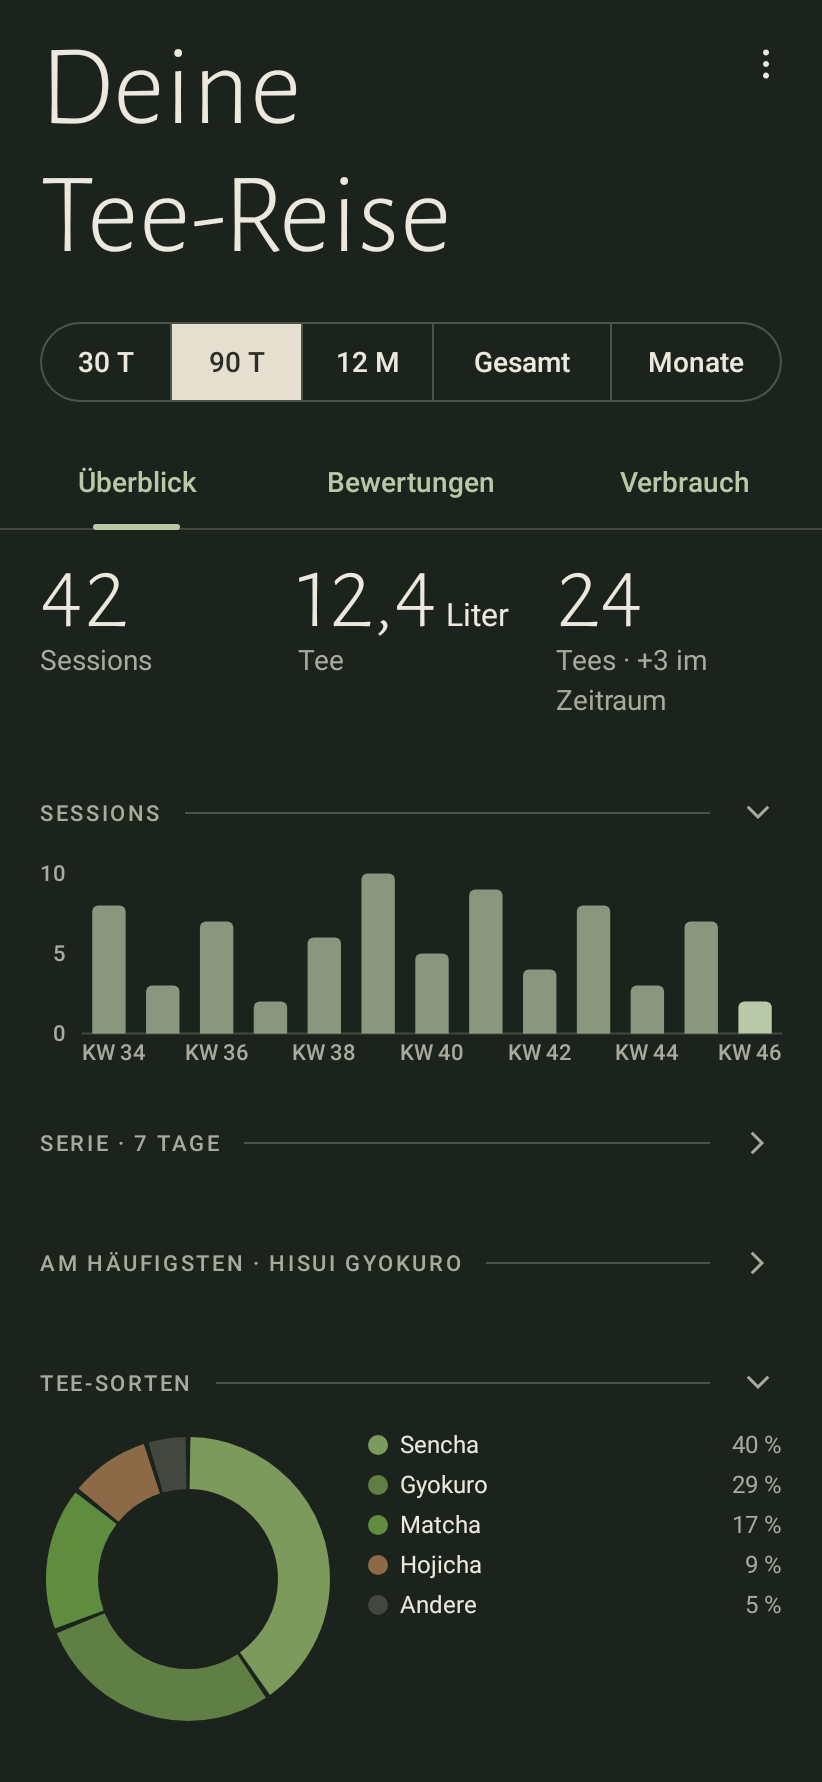 Deine
Tee-Reise
30 T
90 T
12 M
Gesamt
Monate
Überblick
Bewertungen
Verbrauch
42
Sessions
12,4 Liter
Tee
24
Tees · +3 im
Zeitraum
SESSIONS
10
5
0
KW 34
KW 36
KW 38
KW 40
KW 42
KW 44
KW 46
SERIE · 7 TAGE
AM HÄUFIGSTEN · HISUI GYOKURO
TEE-SORTEN
Sencha 40 %
Gyokuro 29 %
Matcha 17 %
Hojicha 9 %
Andere 5 %